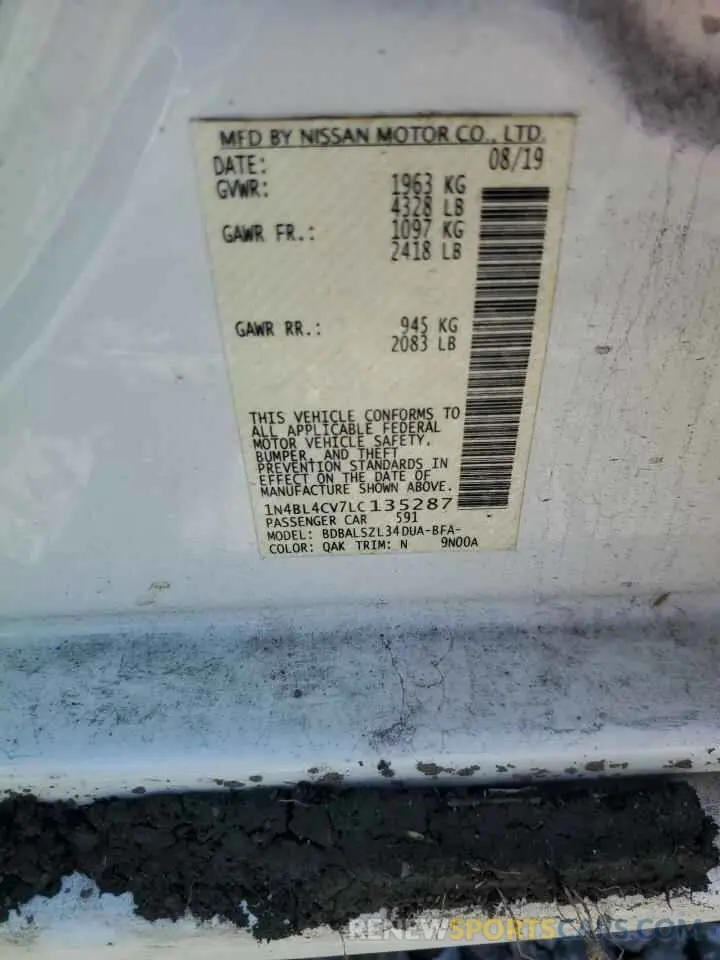 MFD BY NISSAN MOTOR CO., LTD.
DATE: 08/19
GVWR: 1963 KG
4328 LB
GAWR FR.: 1097 KG
2418 LB
GAWR RR.: 945 KG
2083 LB
THIS VEHICLE CONFORMS TO
ALL APPLICABLE FEDERAL
MOTOR VEHICLE SAFETY,
BUMPER, AND THEFT
PREVENTION STANDARDS IN
EFFECT ON THE DATE OF
MANUFACTURE SHOWN ABOVE.
1N4BL4CV7LC135287
PASSENGER CAR 591
MODEL: BDBALSZL34DUA-BFA-
COLOR: QAK TRIM: N 9N00A
RENEWSPOTCAR.COM